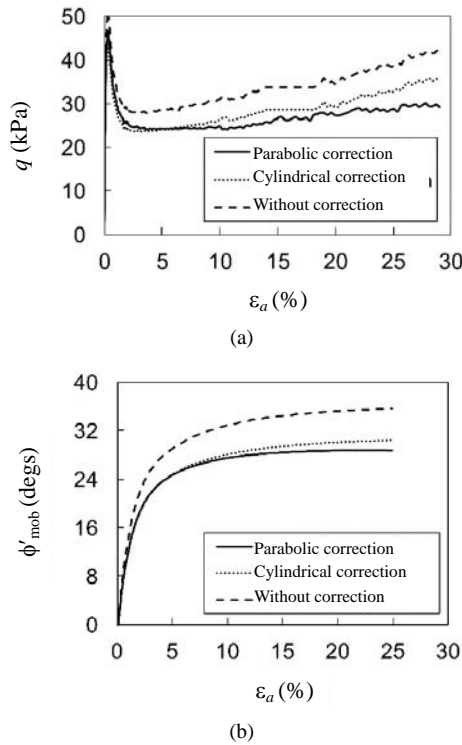 50
40
30
20
10
0
q (kPa)
Parabolic correction
Cylindrical correction
Without correction
0 5 10 15 20 25 30
εa (%)
(a)
40
32
24
16
8
0
ϕ′mob (degs)
Parabolic correction
Cylindrical correction
Without correction
0 5 10 15 20 25 30
εa (%)
(b)